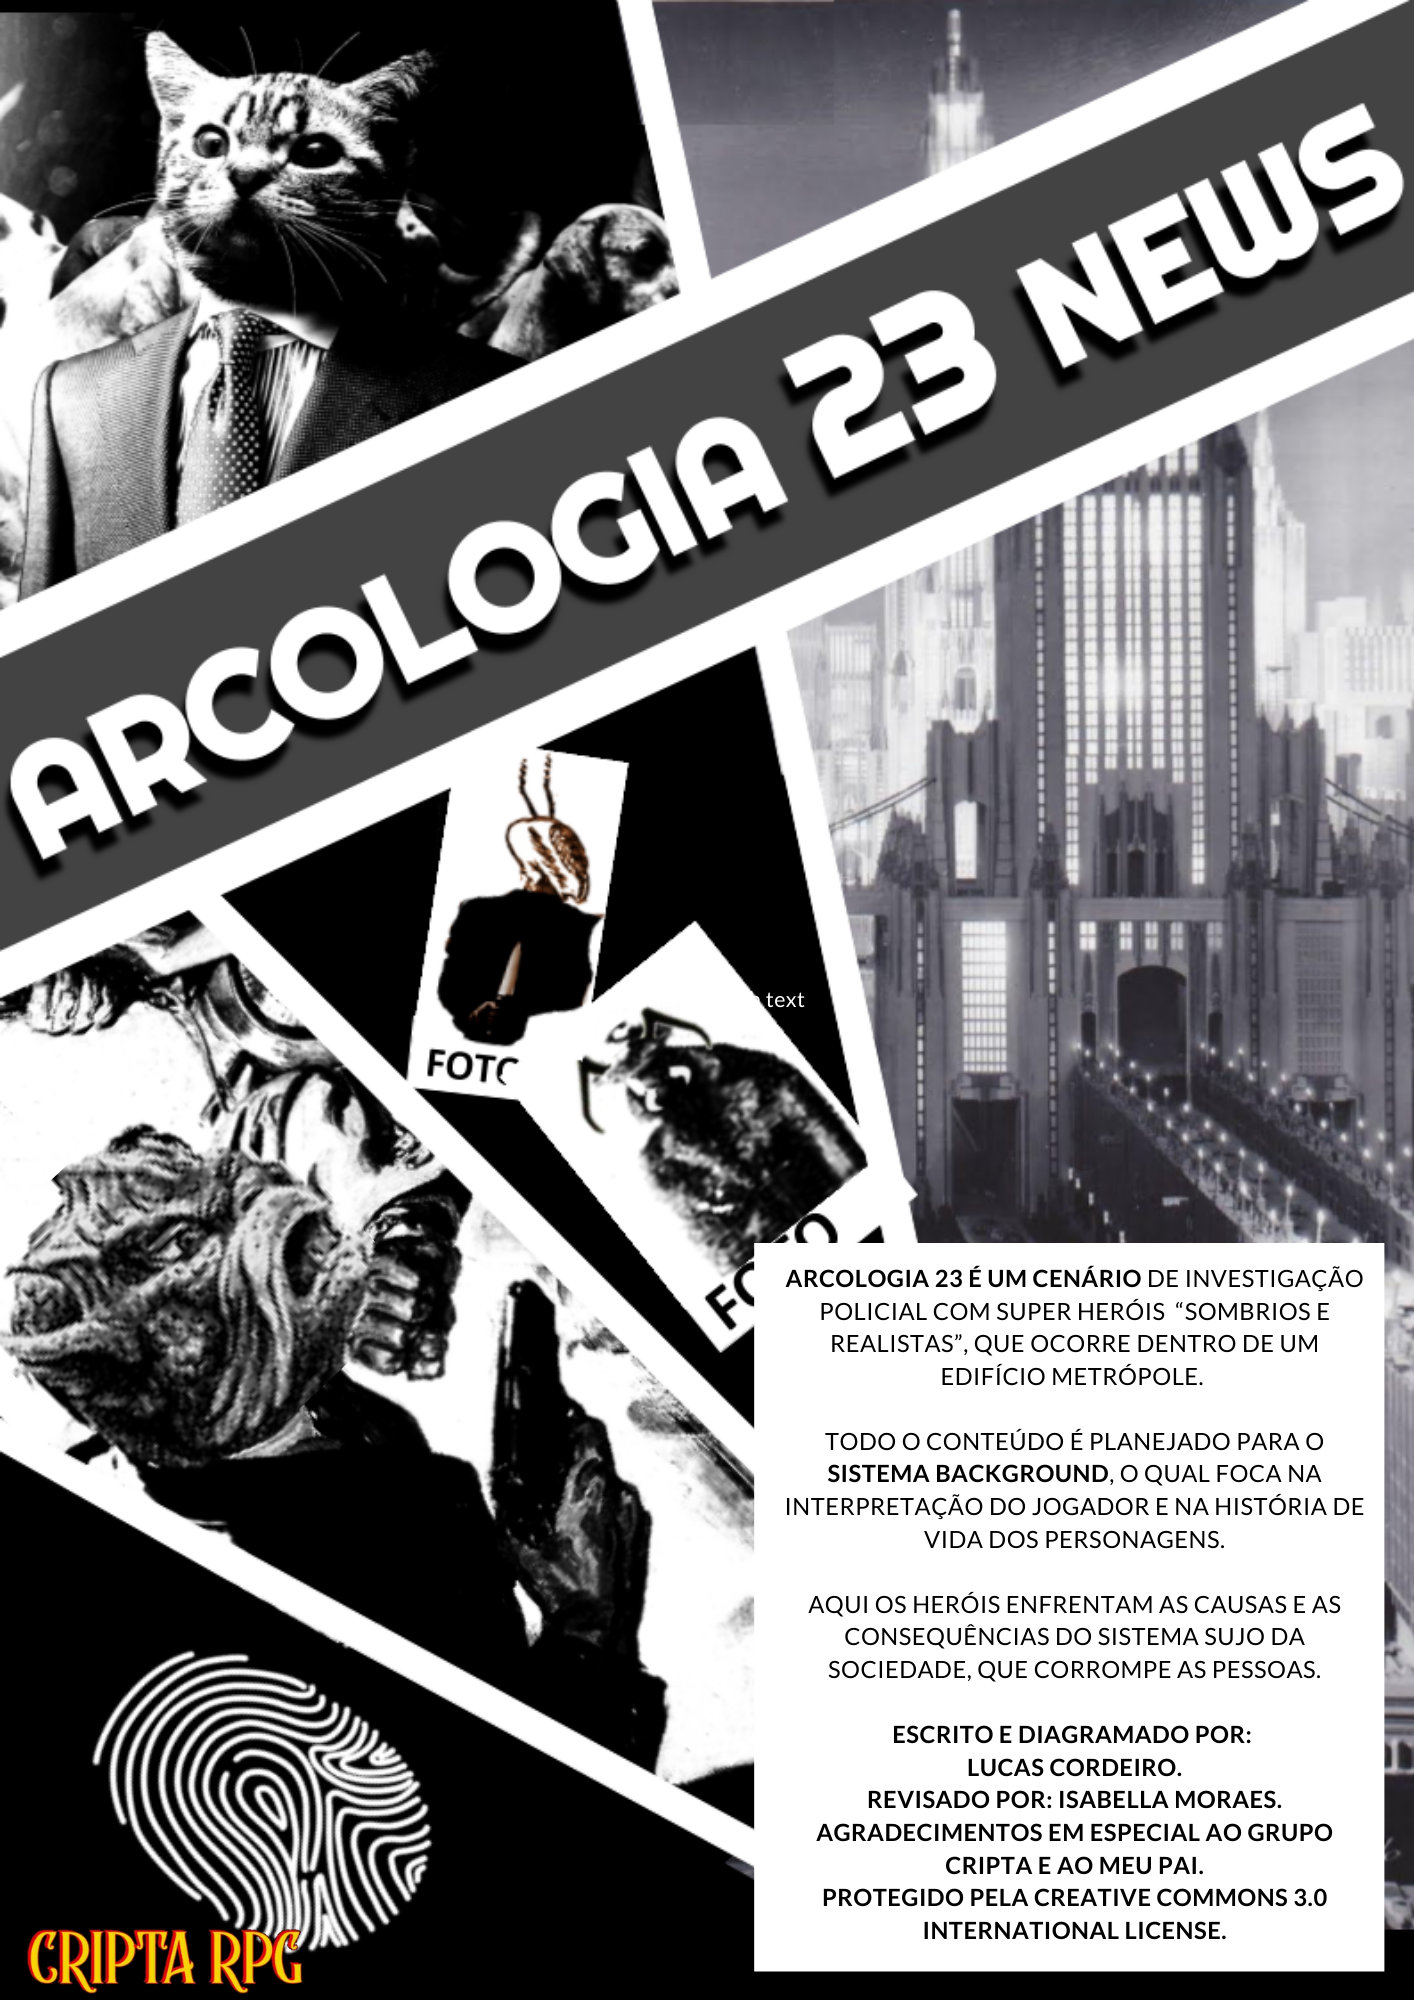 ARCOLOGIA 23 NEWS
text
FOTO
FOTO
ARCOLOGIA 23 É UM CENÁRIO DE INVESTIGAÇÃO
POLICIAL COM SUPER HERÓIS “SOMBRIOS E
REALISTAS”, QUE OCORRE DENTRO DE UM
EDIFÍCIO METRÓPOLE.
TODO O CONTEÚDO É PLANEJADO PARA O
SISTEMA BACKGROUND, O QUAL FOCA NA
INTERPRETAÇÃO DO JOGADOR E NA HISTÓRIA DE
VIDA DOS PERSONAGENS.
AQUI OS HERÓIS ENFRENTAM AS CAUSAS E AS
CONSEQUÊNCIAS DO SISTEMA SUJO DA
SOCIEDADE, QUE CORROMPE AS PESSOAS.
ESCRITO E DIAGRAMADO POR:
LUCAS CORDEIRO.
REVISADO POR: ISABELLA MORAES.
AGRADECIMENTOS EM ESPECIAL AO GRUPO
CRIPTA E AO MEU PAI.
PROTEGIDO PELA CREATIVE COMMONS 3.0
INTERNATIONAL LICENSE.
CRIPTA RPG